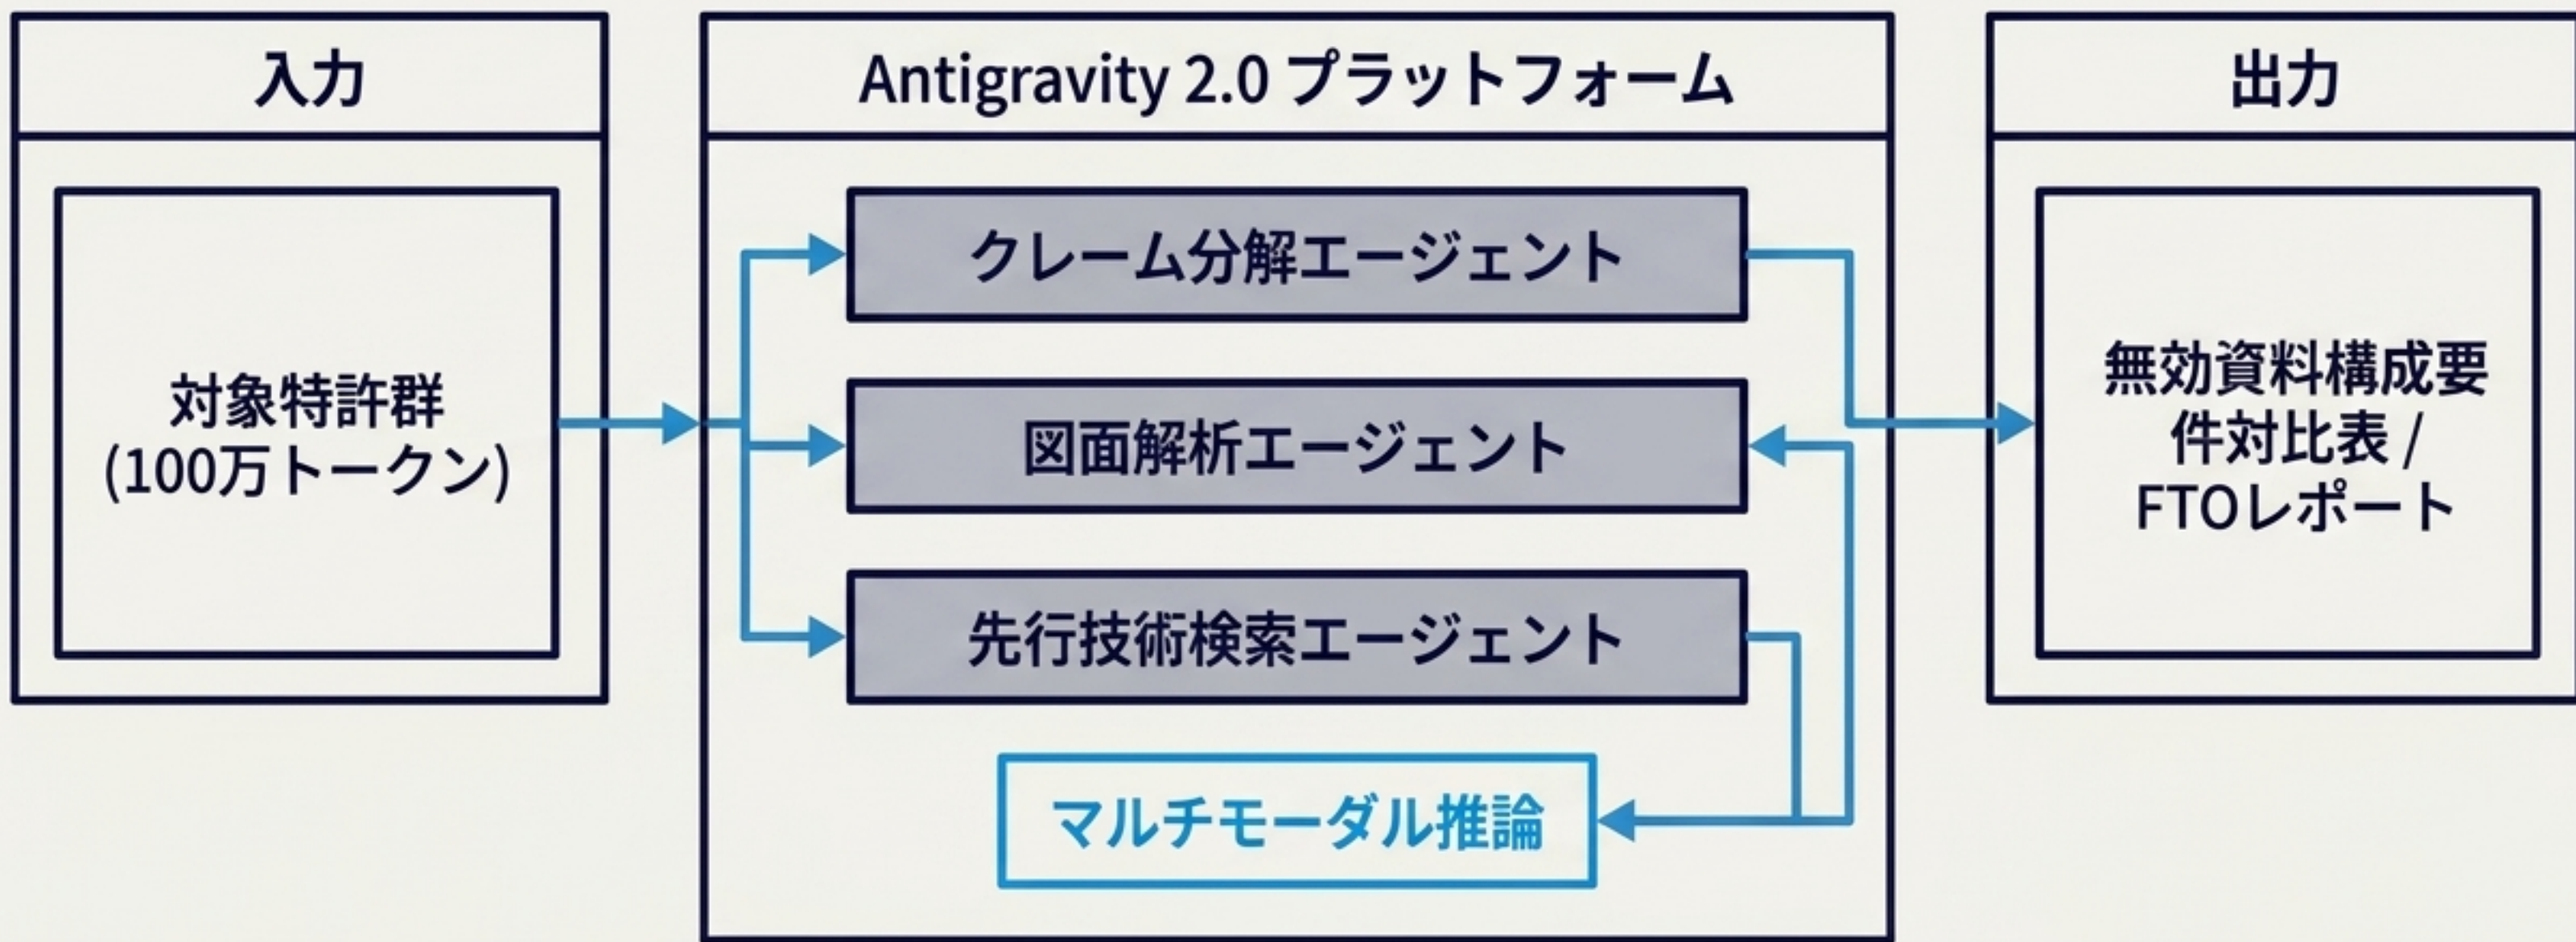 入力
対象特許群
(100万トークン)
Antigravity 2.0 プラットフォーム
クレーム分解エージェント
図面解析エージェント
先行技術検索エージェント
マルチモーダル推論
出力
無効資料構成要
件対比表 /
FTOレポート